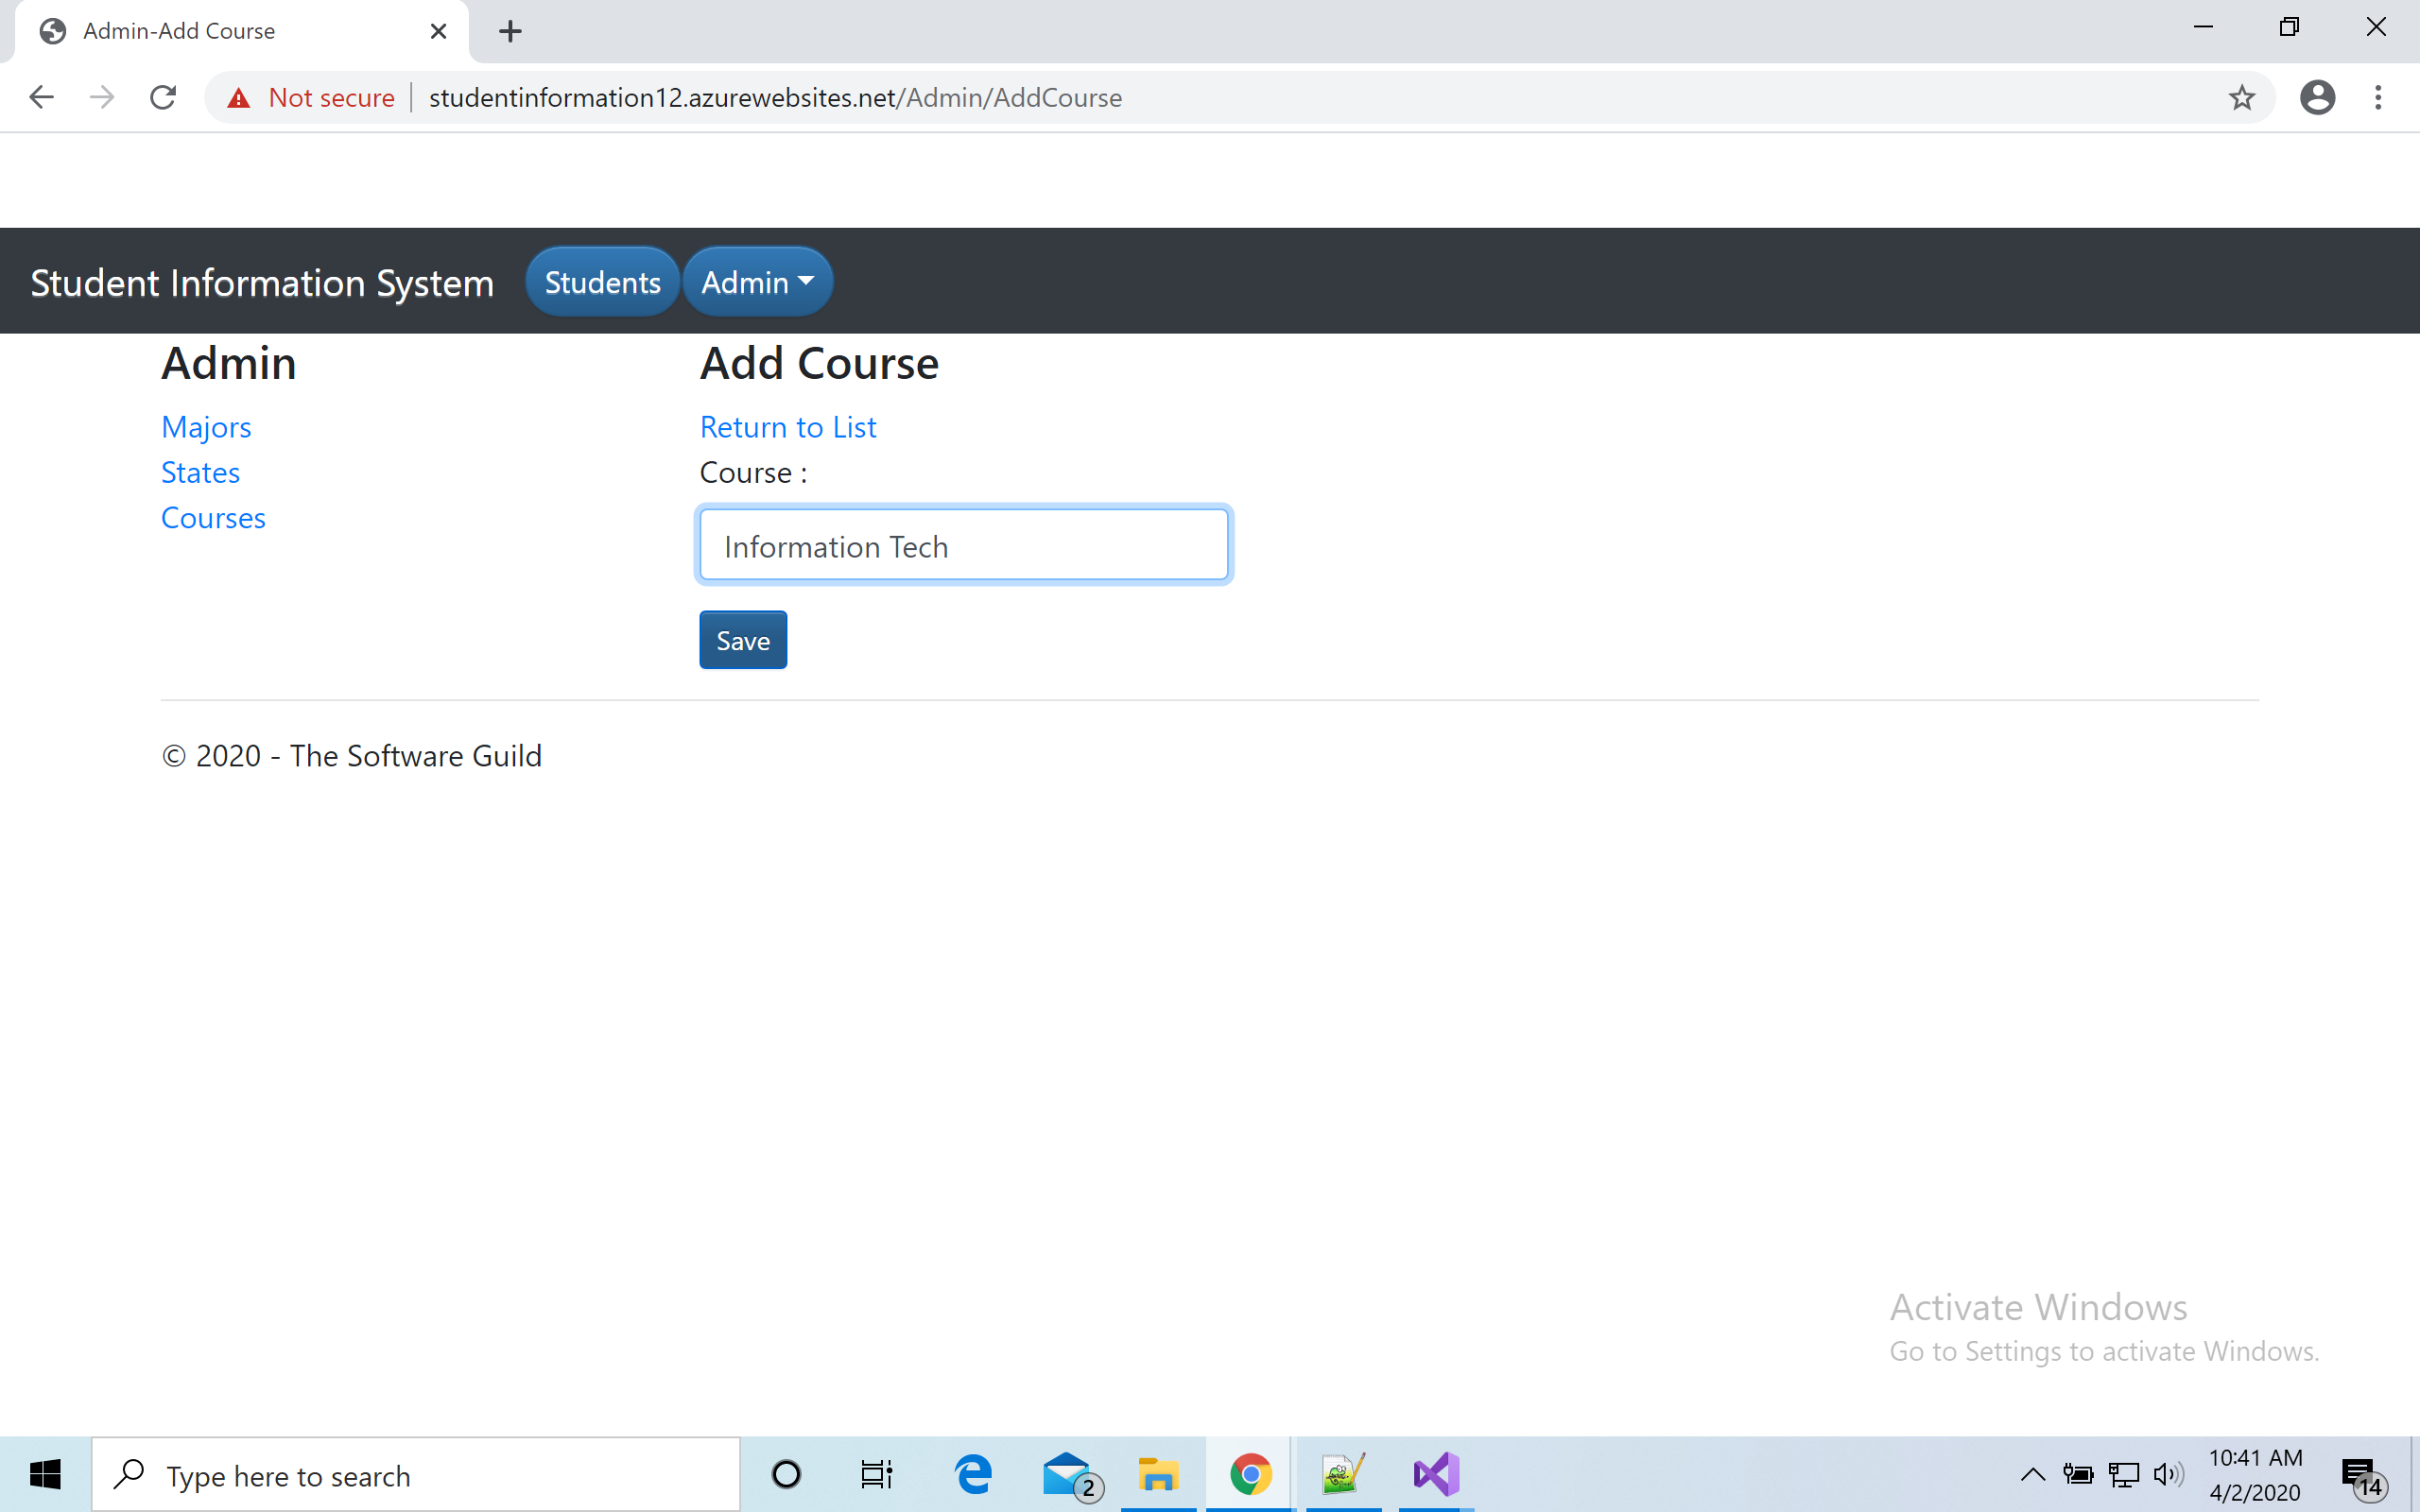 Admin-Add Course
Not secure
studentinformation12.azurewebsites.net/Admin/AddCourse
Student Information System
Students
Admin
Admin
Majors
States
Courses
Add Course
Return to List
Course :
Information Tech
Save
© 2020 - The Software Guild
Activate Windows
Go to Settings to activate Windows.
Type here to search
2
10:41 AM
4/2/2020
14